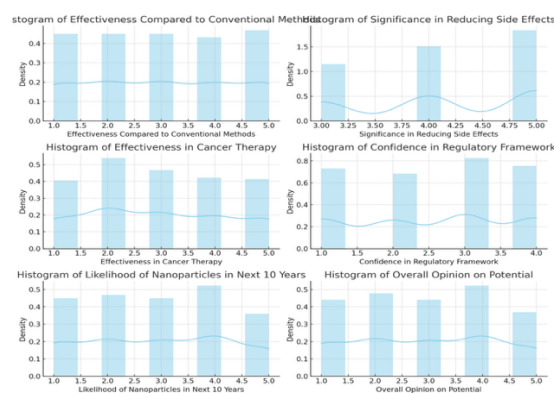 stogram of Effectiveness Compared to Conventional Methods
Histogram of Significance in Reducing Side Effects
Density
0.4
0.3
0.2
0.1
0.0
1.0 1.5 2.0 2.5 3.0 3.5 4.0 4.5 5.0
Effectiveness Compared to Conventional Methods
Density
1.5
1.0
0.5
0.0
3.00 3.25 3.50 3.75 4.00 4.25 4.50 4.75 5.00
Significance in Reducing Side Effects
Histogram of Effectiveness in Cancer Therapy
Histogram of Confidence in Regulatory Framework
Density
0.5
0.4
0.3
0.2
0.1
0.0
1.0 1.5 2.0 2.5 3.0 3.5 4.0 4.5 5.0
Effectiveness in Cancer Therapy
Density
0.8
0.6
0.4
0.2
0.0
1.0 1.5 2.0 2.5 3.0 3.5 4.0
Confidence in Regulatory Framework
Histogram of Likelihood of Nanoparticles in Next 10 Years
Histogram of Overall Opinion on Potential
Density
0.5
0.4
0.3
0.2
0.1
0.0
1.0 1.5 2.0 2.5 3.0 3.5 4.0 4.5 5.0
Likelihood of Nanoparticles in Next 10 Years
Density
0.5
0.4
0.3
0.2
0.1
0.0
1.0 1.5 2.0 2.5 3.0 3.5 4.0 4.5 5.0
Overall Opinion on Potential